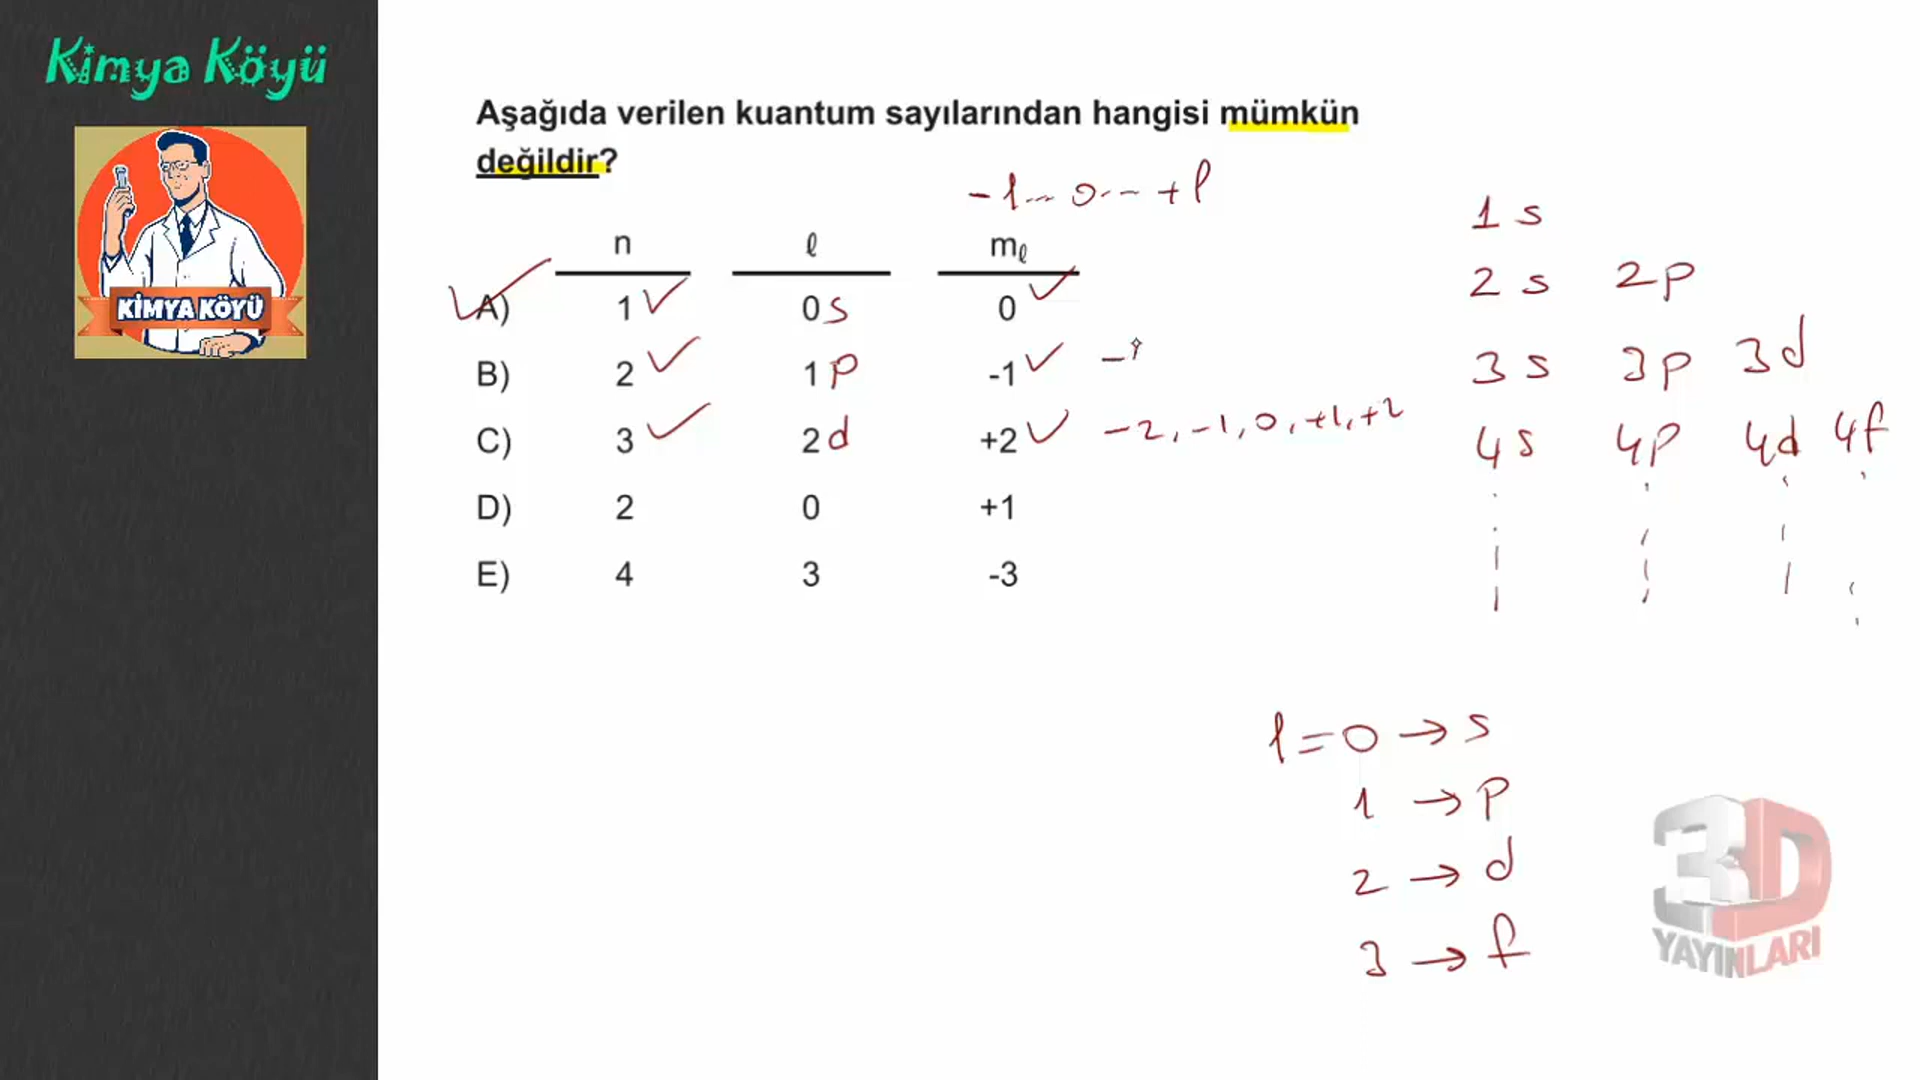 Kimya Köyü
KİMYA KÖYÜ
Aşağıda verilen kuantum sayılarından hangisi mümkün
değildir?
-l... 0... +l
n ℓ mℓ
A) 1 0 s 0
B) 2 1 p -1
C) 3 2 d +2 -2, -1, 0, +1, +2
D) 2 0 +1
E) 4 3 -3
1s
2s 2p
3s 3p 3d
4s 4p 4d 4f
l=0 → s
1 → p
2 → d
3 → f
3D
YAYINLARI